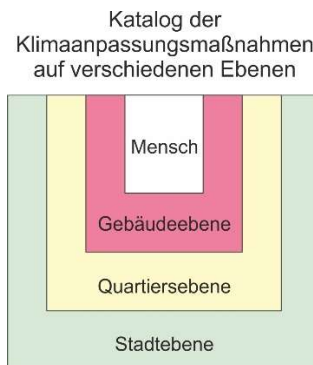 Katalog der
Klimaanpassungsmaßnahmen
auf verschiedenen Ebenen
Mensch
Gebäudeebene
Quartiersebene
Stadtebene